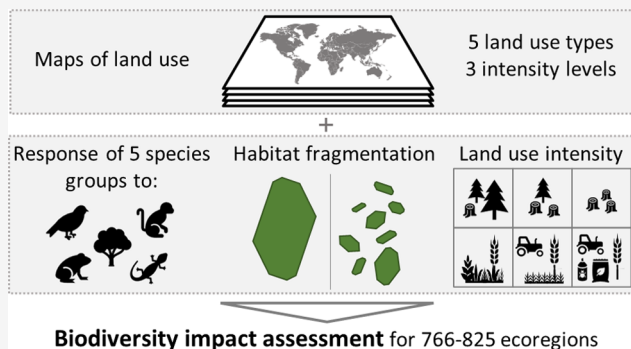 Maps of land use
5 land use types
3 intensity levels
+
Response of 5 species
groups to:
Habitat fragmentation
Land use intensity
Biodiversity impact assessment for 766-825 ecoregions